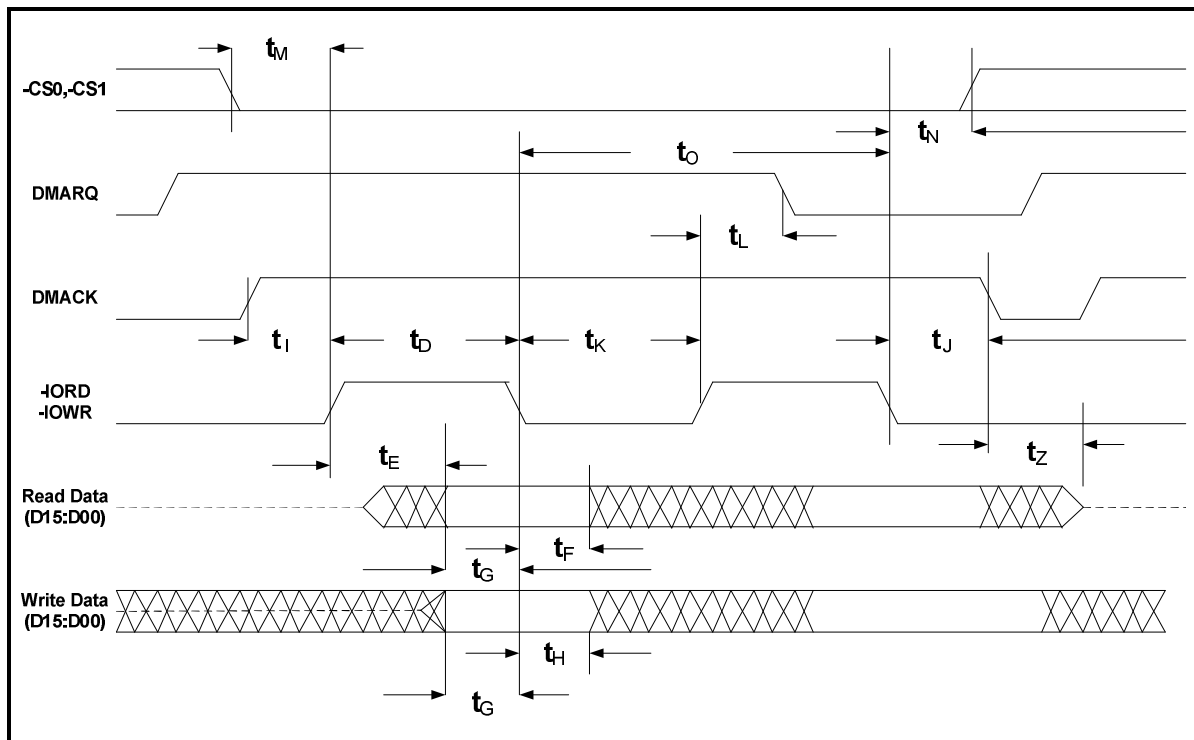 tM
-CS0,-CS1
tN
tO
DMARQ
tL
DMACK
tI
tD
tK
tJ
-IORD
-IOWR
tE
tZ
Read Data
(D15:D00)
tF
tG
Write Data
(D15:D00)
tH
tG